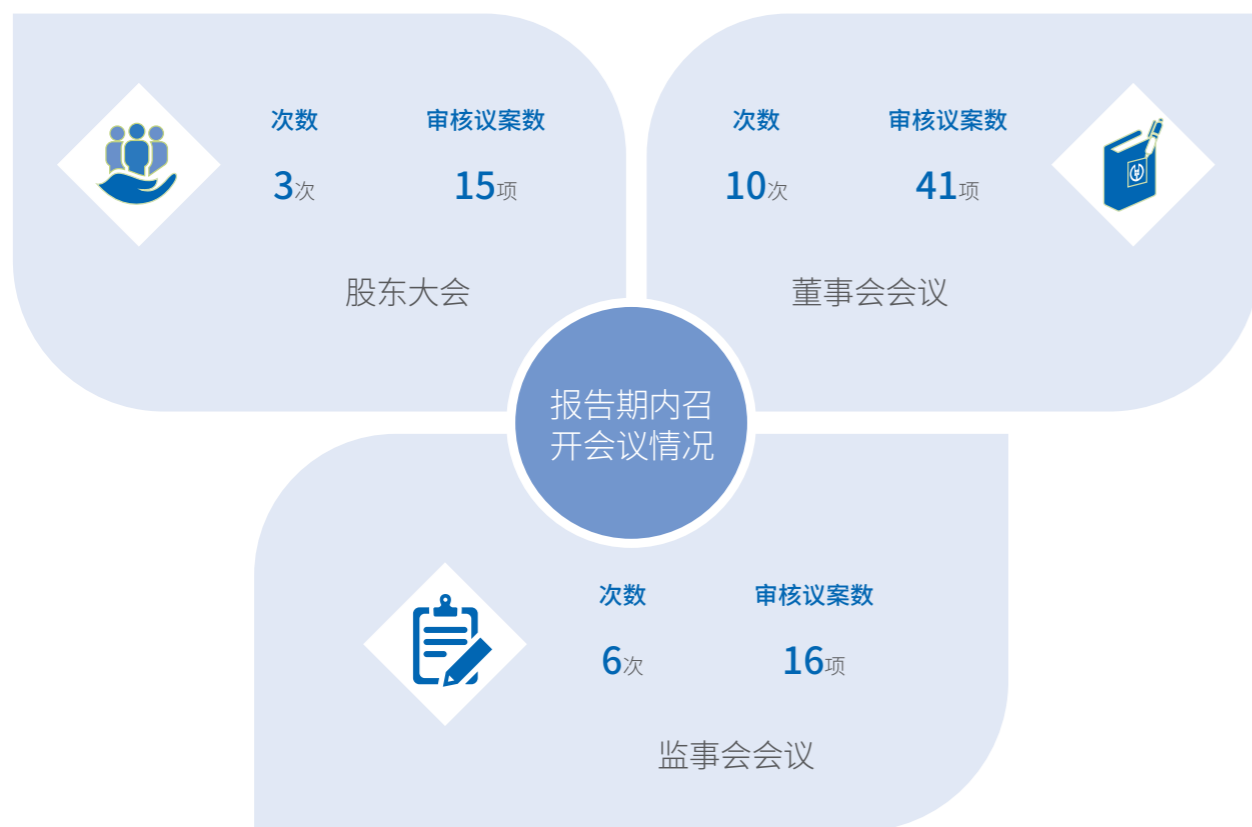 次数 审核议案数
3次 15项
股东大会
次数 审核议案数
10次 41项
董事会会议
报告期内召
开会议情况
次数 审核议案数
6次 16项
监事会会议